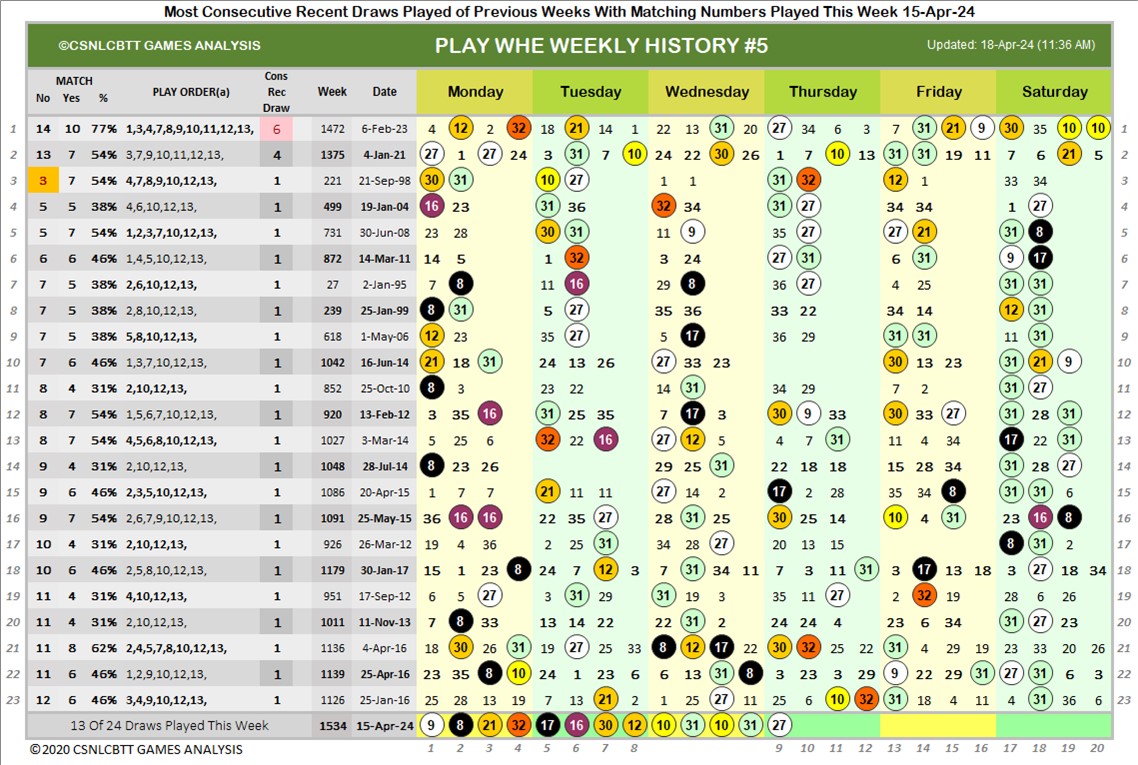 Most Consecutive Recent Draws Played of Previous Weeks With Matching Numbers Played This Week 15-Apr-24
©CSNLCBTT GAMES ANALYSIS PLAY WHE WEEKLY HISTORY #5 Updated: 18-Apr-24 (11:36 AM)
MATCH Cons
No Yes % PLAY ORDER(a) Rec Week Date Monday Tuesday Wednesday Thursday Friday Saturday
Draw
1 14 10 77% 1,3,4,7,8,9,10,11,12,13, 6 1472 6-Feb-23 4 12 2 32 18 21 14 1 22 13 31 20 27 34 6 3 7 31 21 9 30 35 10 10 1
2 13 7 54% 3,7,9,10,11,12,13, 4 1375 4-Jan-21 27 1 27 24 3 31 7 10 24 22 30 26 1 7 10 13 31 31 19 11 7 6 21 5 2
3 3 7 54% 4,7,8,9,10,12,13, 1 221 21-Sep-98 30 31 10 27 1 1 31 32 12 1 33 34 3
4 5 5 38% 4,6,10,12,13, 1 499 19-Jan-04 16 23 31 36 32 34 31 27 34 34 1 27 4
5 5 7 54% 1,2,3,7,10,12,13, 1 731 30-Jun-08 23 28 30 31 11 9 35 27 27 21 31 8 5
6 6 6 46% 1,4,5,10,12,13, 1 872 14-Mar-11 14 5 1 32 3 24 27 31 6 31 9 17 6
7 7 5 38% 2,6,10,12,13, 1 27 2-Jan-95 7 8 11 16 29 8 36 27 4 25 31 31 7
8 7 5 38% 2,8,10,12,13, 1 239 25-Jan-99 8 31 5 27 35 36 33 22 34 14 12 31 8
9 7 5 38% 5,8,10,12,13, 1 618 1-May-06 12 23 35 27 5 17 36 29 31 31 11 31 9
10 7 6 46% 1,3,7,10,12,13, 1 1042 16-Jun-14 21 18 31 24 13 26 27 33 23 30 13 23 31 21 9 10
11 8 4 31% 2,10,12,13, 1 852 25-Oct-10 8 3 23 22 14 31 34 29 7 2 31 27 11
12 8 7 54% 1,5,6,7,10,12,13, 1 920 13-Feb-12 3 35 16 31 25 35 7 17 3 30 9 33 30 33 27 31 28 31 12
13 8 7 54% 4,5,6,8,10,12,13, 1 1027 3-Mar-14 5 25 6 32 22 16 27 12 5 4 7 31 11 4 34 17 22 31 13
14 9 4 31% 2,10,12,13, 1 1048 28-Jul-14 8 23 26 29 25 31 22 18 18 15 28 34 31 28 27 14
15 9 6 46% 2,3,5,10,12,13, 1 1086 20-Apr-15 1 7 7 21 11 11 27 14 2 17 2 28 35 34 8 31 31 6 15
16 9 7 54% 2,6,7,9,10,12,13, 1 1091 25-May-15 36 16 16 22 35 27 28 31 25 30 25 14 10 4 31 23 16 8 16
17 10 4 31% 2,10,12,13, 1 926 26-Mar-12 19 4 36 2 25 31 34 28 27 20 13 15 8 31 2 17
18 10 6 46% 2,5,8,10,12,13, 1 1179 30-Jan-17 15 1 23 8 24 7 12 3 7 31 34 11 7 3 11 31 3 17 13 18 3 27 18 34 18
19 11 4 31% 4,10,12,13, 1 951 17-Sep-12 6 5 27 3 31 29 31 19 3 35 11 27 2 32 19 28 6 26 19
20 11 4 31% 2,10,12,13, 1 1011 11-Nov-13 7 8 33 13 14 22 22 31 2 24 24 4 23 6 34 31 27 23 20
21 11 8 62% 2,4,5,7,8,10,12,13, 1 1136 4-Apr-16 18 30 26 31 19 27 25 33 8 12 17 22 30 32 25 22 31 4 29 19 23 33 20 26 21
22 11 6 46% 1,2,9,10,12,13, 1 1139 25-Apr-16 23 35 8 10 24 1 23 6 6 13 31 8 3 23 3 29 9 22 29 31 27 31 6 3 22
23 12 6 46% 3,4,9,10,12,13, 1 1126 25-Jan-16 25 28 13 19 7 13 21 2 1 25 27 11 25 6 10 32 31 18 4 11 4 31 36 6 23
13 Of 24 Draws Played This Week 1534 15-Apr-24 9 8 21 32 17 16 30 12 10 31 10 31 27
© 2020 CSNLCBTT GAMES ANALYSIS 1 2 3 4 5 6 7 8 9 10 11 12 13 14 15 16 17 18 19 20